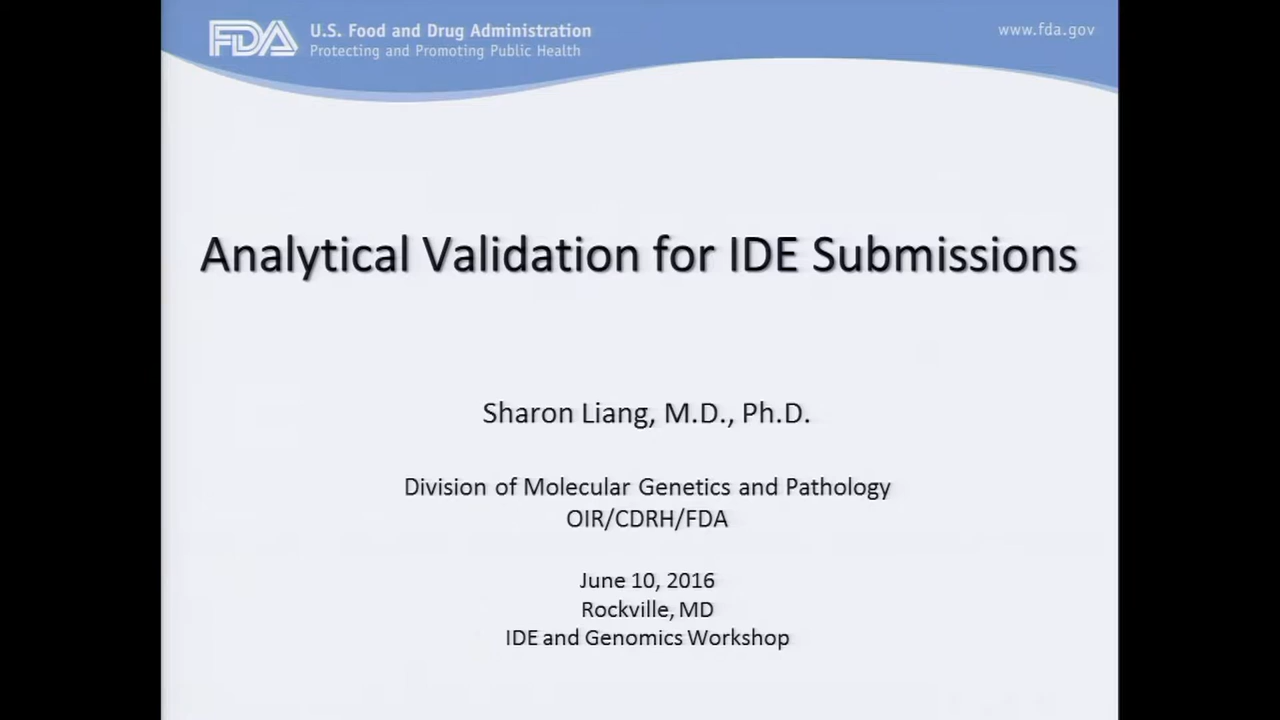 FDA
U.S. Food and Drug Administration
Protecting and Promoting Public Health
www.fda.gov
Analytical Validation for IDE Submissions
Sharon Liang, M.D., Ph.D.
Division of Molecular Genetics and Pathology
OIR/CDRH/FDA
June 10, 2016
Rockville, MD
IDE and Genomics Workshop